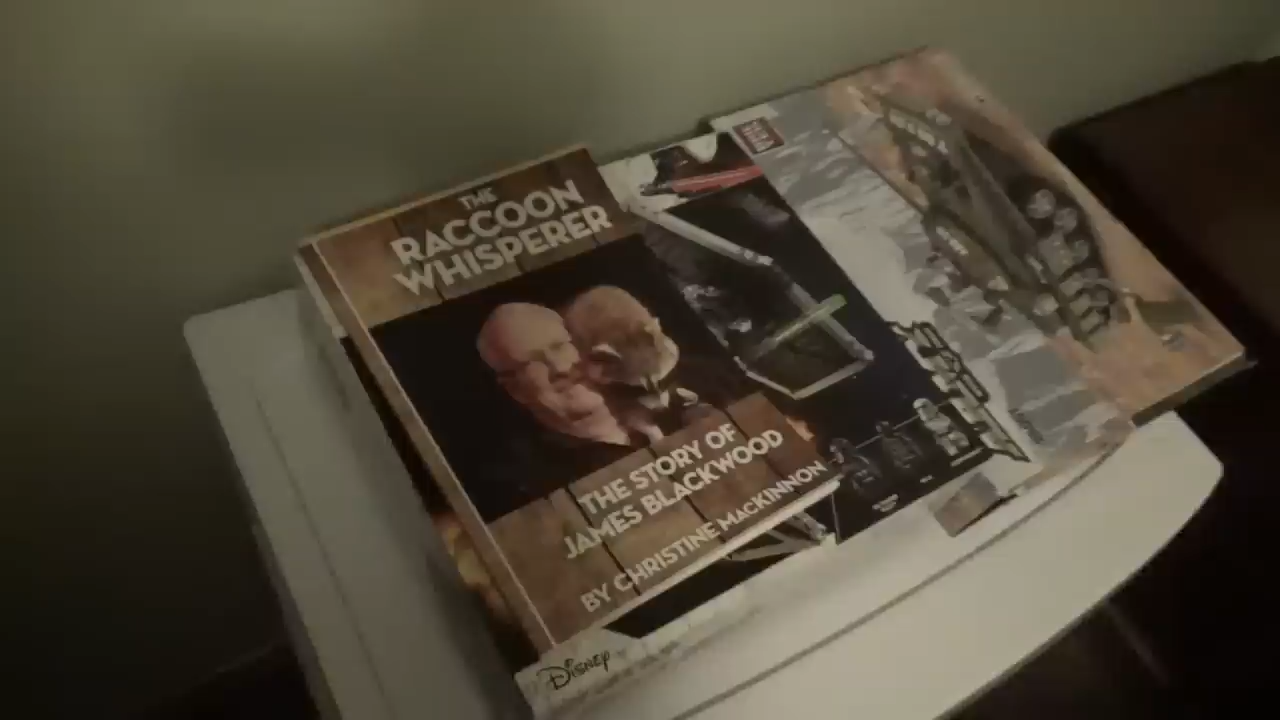 THE
RACCOON
WHISPERER
THE STORY OF
JAMES BLACKWOOD
BY CHRISTINE MACKINNON
DISNEY